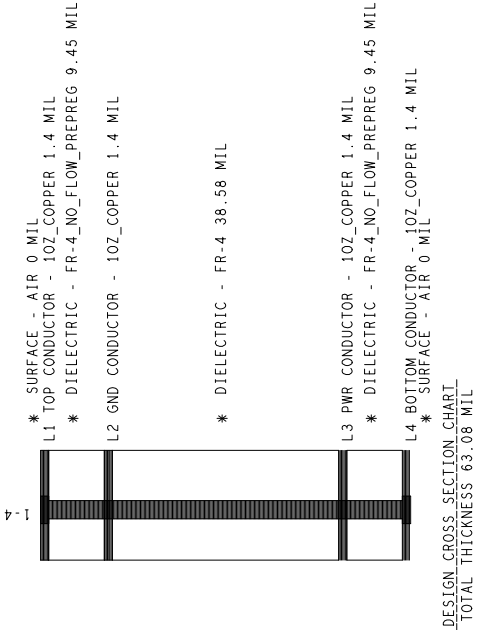 * SURFACE - AIR 0 MIL
L1 TOP CONDUCTOR - 1OZ_COPPER 1.4 MIL
* DIELECTRIC - FR-4_NO_FLOW_PREPREG 9.45 MIL
L2 GND CONDUCTOR - 1OZ_COPPER 1.4 MIL
* DIELECTRIC - FR-4 38.58 MIL
L3 PWR CONDUCTOR - 1OZ_COPPER 1.4 MIL
* DIELECTRIC - FR-4_NO_FLOW_PREPREG 9.45 MIL
L4 BOTTOM CONDUCTOR - 1OZ_COPPER 1.4 MIL
* SURFACE - AIR 0 MIL
1-4
DESIGN CROSS SECTION CHART
TOTAL THICKNESS 63.08 MIL